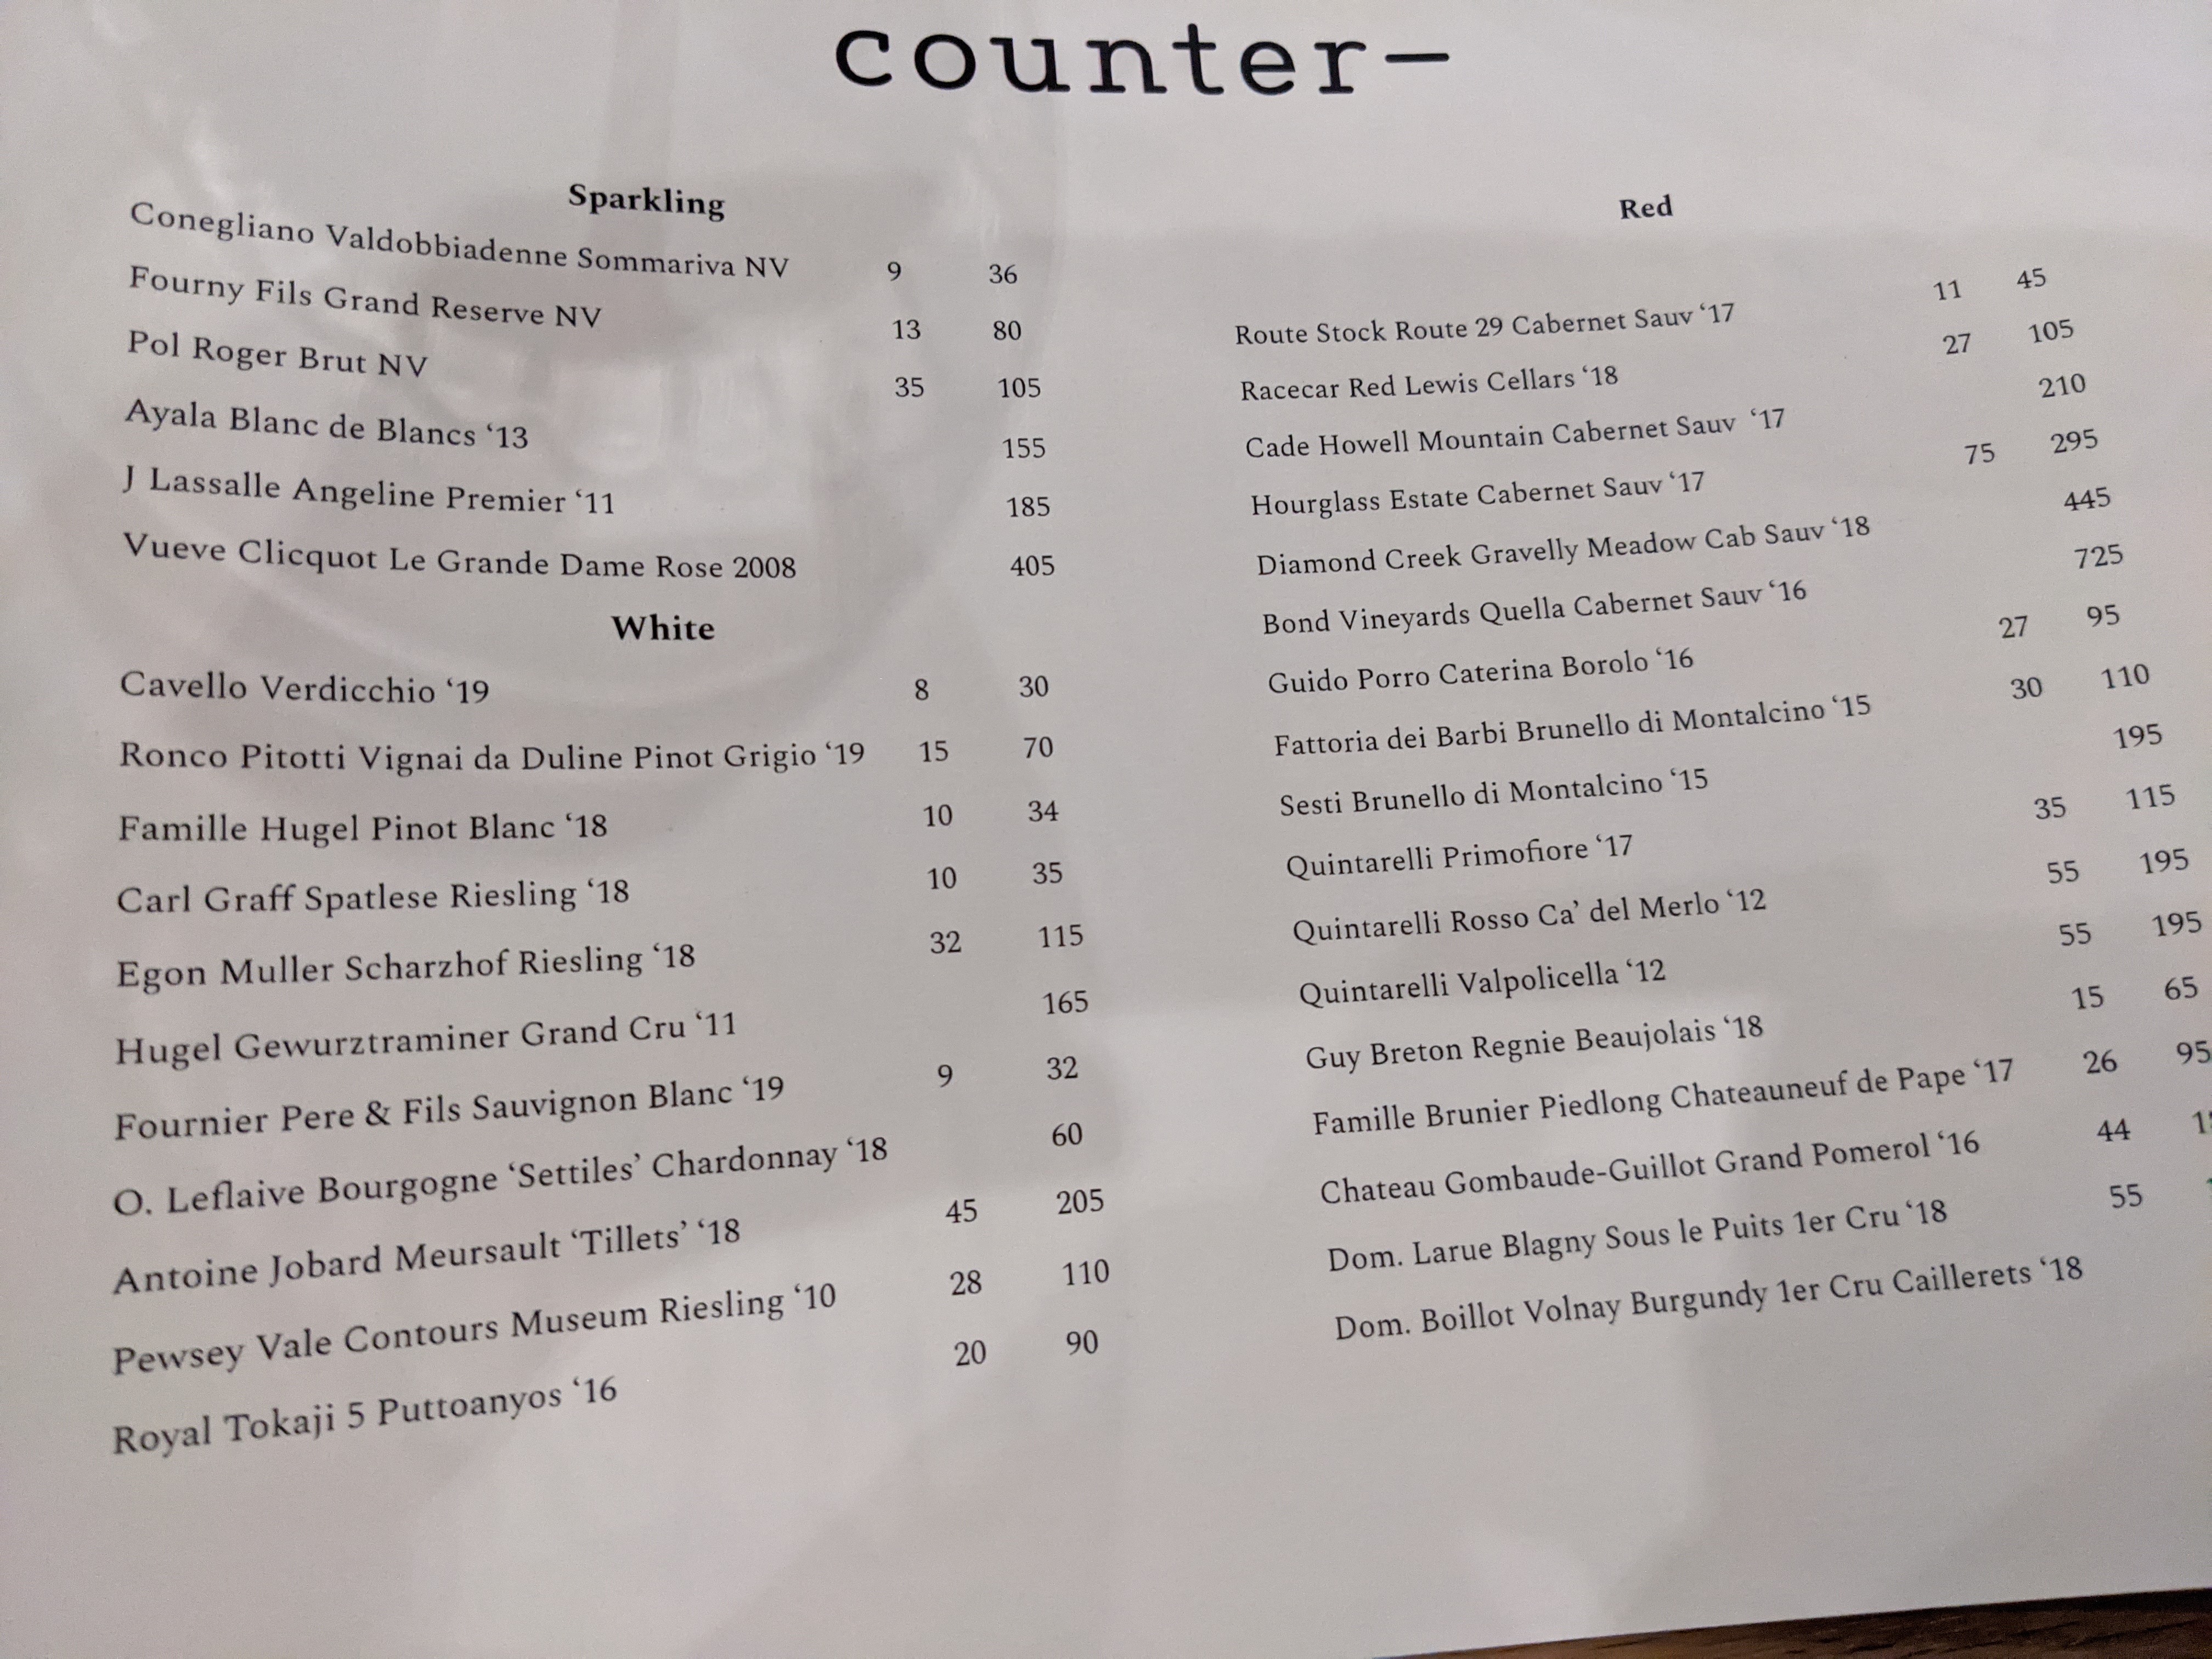 counter–
Sparkling
Conegliano Valdobbiadenne Sommariva NV 9 36
Fourny Fils Grand Reserve NV 13 80
Pol Roger Brut NV 35 105
Ayala Blanc de Blancs ‘13 155
J Lassalle Angeline Premier ‘11 185
Vueve Clicquot Le Grande Dame Rose 2008 405
White
Cavello Verdicchio ‘19 8 30
Ronco Pitotti Vignai da Duline Pinot Grigio ‘19 15 70
Famille Hugel Pinot Blanc ‘18 10 34
Carl Graff Spatlese Riesling ‘18 10 35
Egon Muller Scharzhof Riesling ‘18 32 115
Hugel Gewurztraminer Grand Cru ‘11 165
Fournier Pere & Fils Sauvignon Blanc ‘19 9 32
O. Leflaive Bourgogne ‘Settiles’ Chardonnay ‘18 60
Antoine Jobard Meursault ‘Tillets’ ‘18 45 205
Pewsey Vale Contours Museum Riesling ‘10 28 110
Royal Tokaji 5 Puttoanyos ‘16 20 90
Red
Route Stock Route 29 Cabernet Sauv ‘17 11 45
Racecar Red Lewis Cellars ‘18 27 105
Cade Howell Mountain Cabernet Sauv ‘17 210
Hourglass Estate Cabernet Sauv ‘17 75 295
Diamond Creek Gravelly Meadow Cab Sauv ‘18 445
Bond Vineyards Quella Cabernet Sauv ‘16 725
Guido Porro Caterina Borolo ‘16 27 95
Fattoria dei Barbi Brunello di Montalcino ‘15 30 110
Sesti Brunello di Montalcino ‘15 195
Quintarelli Primofiore ‘17 35 115
Quintarelli Rosso Ca’ del Merlo ‘12 55 195
Quintarelli Valpolicella ‘12 55 195
Guy Breton Regnie Beaujolais ‘18 15 65
Famille Brunier Piedlong Chateauneuf de Pape ‘17 26 95
Chateau Gombaude-Guillot Grand Pomerol ‘16 44
Dom. Larue Blagny Sous le Puits 1er Cru ‘18 55
Dom. Boillot Volnay Burgundy 1er Cru Caillerets ‘18